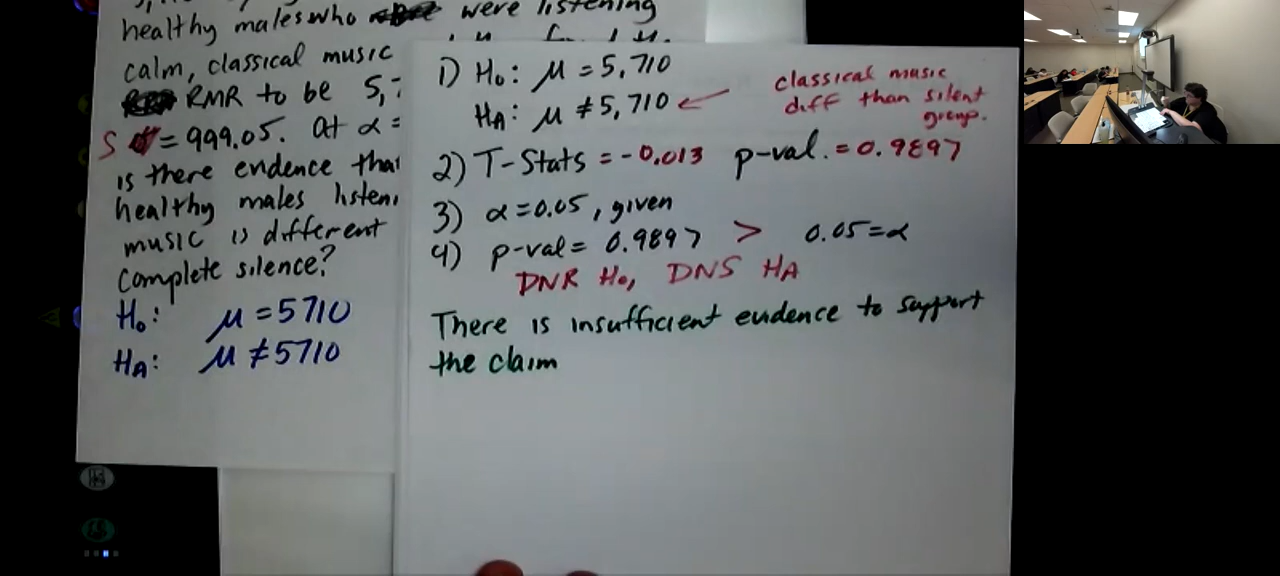 healthy males who were listening
calm, classical music
RMR to be 5,7
S = 999.05. at α =
is there evidence that
healthy males listen
music is different
complete silence?
H₀: μ = 5710
HA: μ ≠ 5710
1) H₀: μ = 5,710
HA: μ ≠ 5,710 ←
classical music
diff than silent
group.
2) T-Stats = -0.013 p-val. = 0.9897
3) α = 0.05, given
4) p-val = 0.9897 > 0.05 = α
DNR H₀, DNS HA
There is insufficient evidence to support
the claim